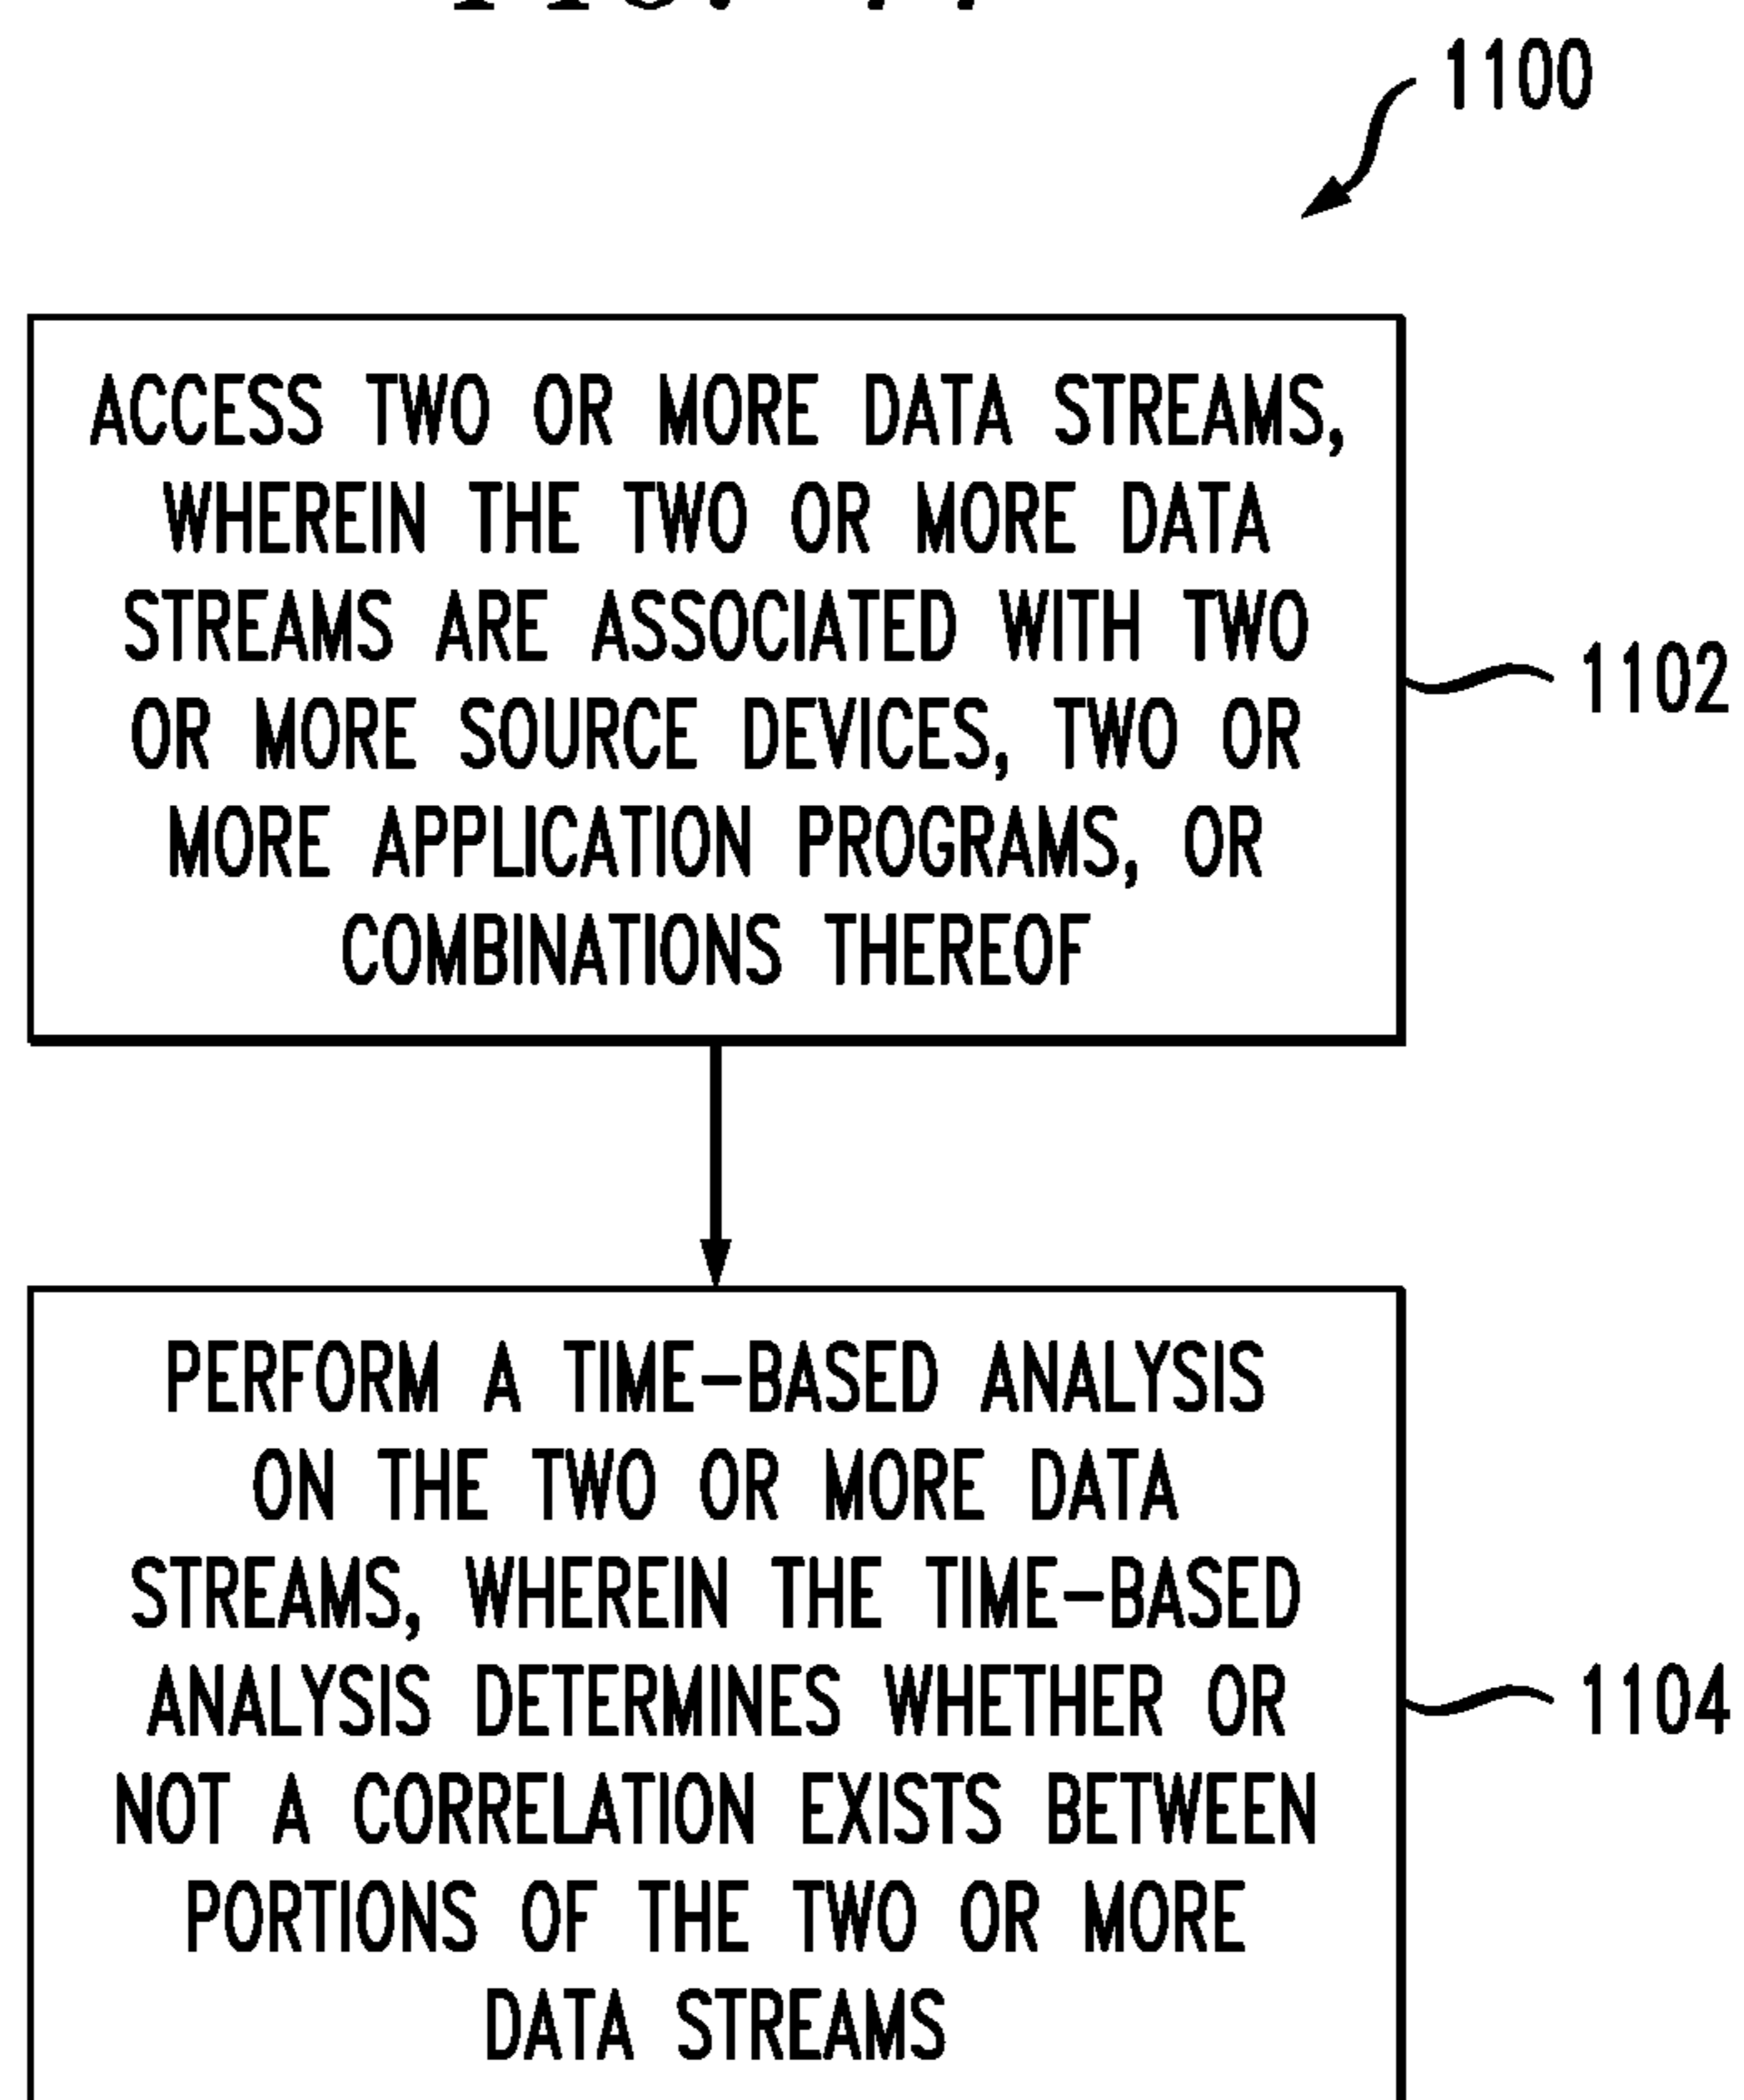 1100
ACCESS TWO OR MORE DATA STREAMS,
WHEREIN THE TWO OR MORE DATA
STREAMS ARE ASSOCIATED WITH TWO
OR MORE SOURCE DEVICES, TWO OR
MORE APPLICATION PROGRAMS, OR
COMBINATIONS THEREOF
1102
PERFORM A TIME-BASED ANALYSIS
ON THE TWO OR MORE DATA
STREAMS, WHEREIN THE TIME-BASED
ANALYSIS DETERMINES WHETHER OR
NOT A CORRELATION EXISTS BETWEEN
PORTIONS OF THE TWO OR MORE
DATA STREAMS
1104